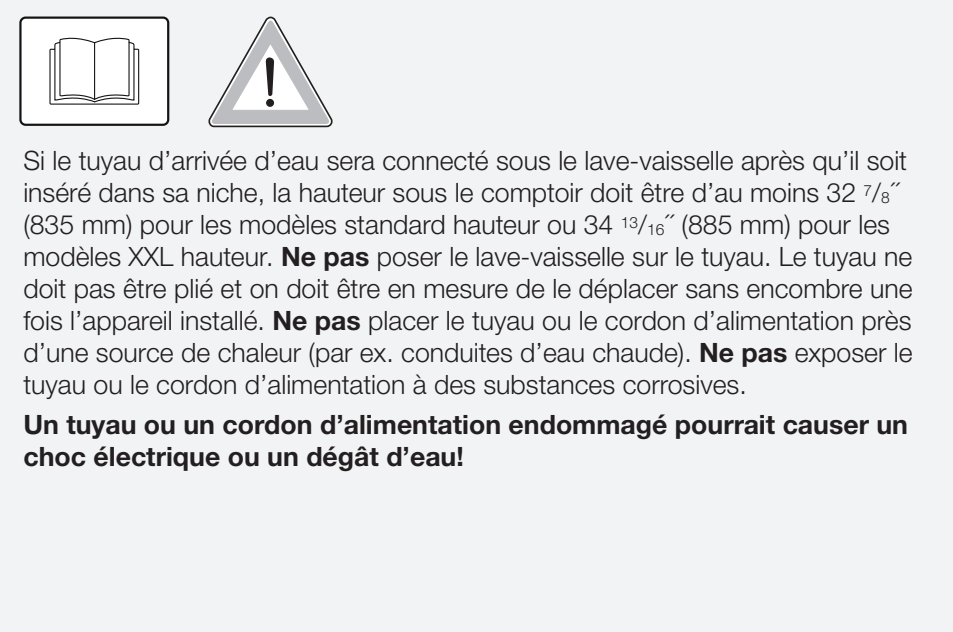 Si le tuyau d’arrivée d’eau sera connecté sous le lave-vaisselle après qu’il soit
inséré dans sa niche, la hauteur sous le comptoir doit être d’au moins 32 7/8˝
(835 mm) pour les modèles standard hauteur ou 34 13/16˝ (885 mm) pour les
modèles XXL hauteur. Ne pas poser le lave-vaisselle sur le tuyau. Le tuyau ne
doit pas être plié et on doit être en mesure de le déplacer sans encombre une
fois l’appareil installé. Ne pas placer le tuyau ou le cordon d’alimentation près
d’une source de chaleur (par ex. conduites d’eau chaude). Ne pas exposer le
tuyau ou le cordon d’alimentation à des substances corrosives.
Un tuyau ou un cordon d’alimentation endommagé pourrait causer un
choc électrique ou un dégât d’eau!